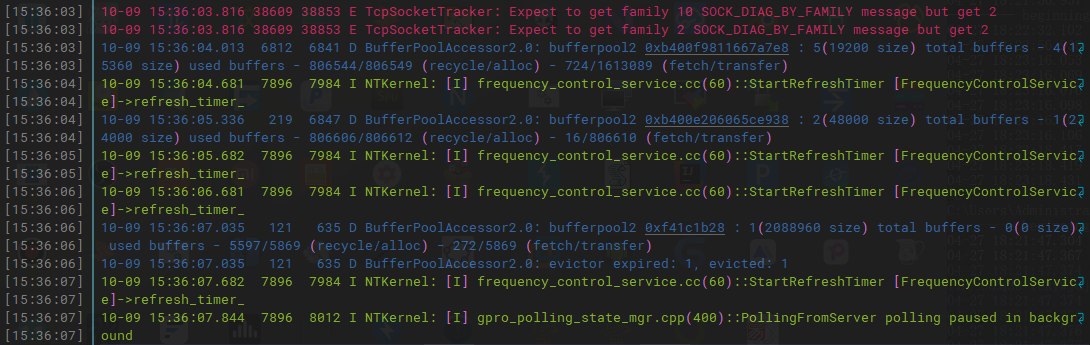 [15:36:03] 10-09 15:36:03.816 38609 38853 E TcpSocketTracker: Expect to get family 10 SOCK_DIAG_BY_FAMILY message but get 2
[15:36:03] 10-09 15:36:03.816 38609 38853 E TcpSocketTracker: Expect to get family 2 SOCK_DIAG_BY_FAMILY message but get 2
[15:36:03] 10-09 15:36:04.013  6812  6841 D BufferPoolAccessor2.0: bufferpool2 0xb400f9811667a7e8 : 5(19200 size) total buffers - 4(1
[15:36:04] 5360 size) used buffers - 806544/806549 (recycle/alloc) - 724/1613089 (fetch/transfer)
[15:36:04] 10-09 15:36:04.681  7896  7984 I NTKernel: [I] frequency_control_service.cc(60)::StartRefreshTimer [FrequencyControlServic
[15:36:04] e]->refresh_timer_
[15:36:04] 10-09 15:36:05.336   219  6847 D BufferPoolAccessor2.0: bufferpool2 0xb400e206065ce938 : 2(48000 size) total buffers - 1(2
[15:36:05] 4000 size) used buffers - 806606/806612 (recycle/alloc) - 16/806610 (fetch/transfer)
[15:36:05] 10-09 15:36:05.682  7896  7984 I NTKernel: [I] frequency_control_service.cc(60)::StartRefreshTimer [FrequencyControlServic
[15:36:05] e]->refresh_timer_
[15:36:06] 10-09 15:36:06.681  7896  7984 I NTKernel: [I] frequency_control_service.cc(60)::StartRefreshTimer [FrequencyControlServic
[15:36:06] e]->refresh_timer_
[15:36:06] 10-09 15:36:07.035   121   635 D BufferPoolAccessor2.0: bufferpool2 0xf41c1b28 : 1(2088960 size) total buffers - 0(0 size)
[15:36:06]  used buffers - 5597/5869 (recycle/alloc) - 272/5869 (fetch/transfer)
[15:36:06] 10-09 15:36:07.035   121   635 D BufferPoolAccessor2.0: evictor expired: 1, evicted: 1
[15:36:07] 10-09 15:36:07.682  7896  7984 I NTKernel: [I] frequency_control_service.cc(60)::StartRefreshTimer [FrequencyControlServic
[15:36:07] e]->refresh_timer_
[15:36:07] 10-09 15:36:07.844  7896  8012 I NTKernel: [I] gpro_polling_state_mgr.cpp(400)::PollingFromServer polling paused in backgr
[15:36:07] ound